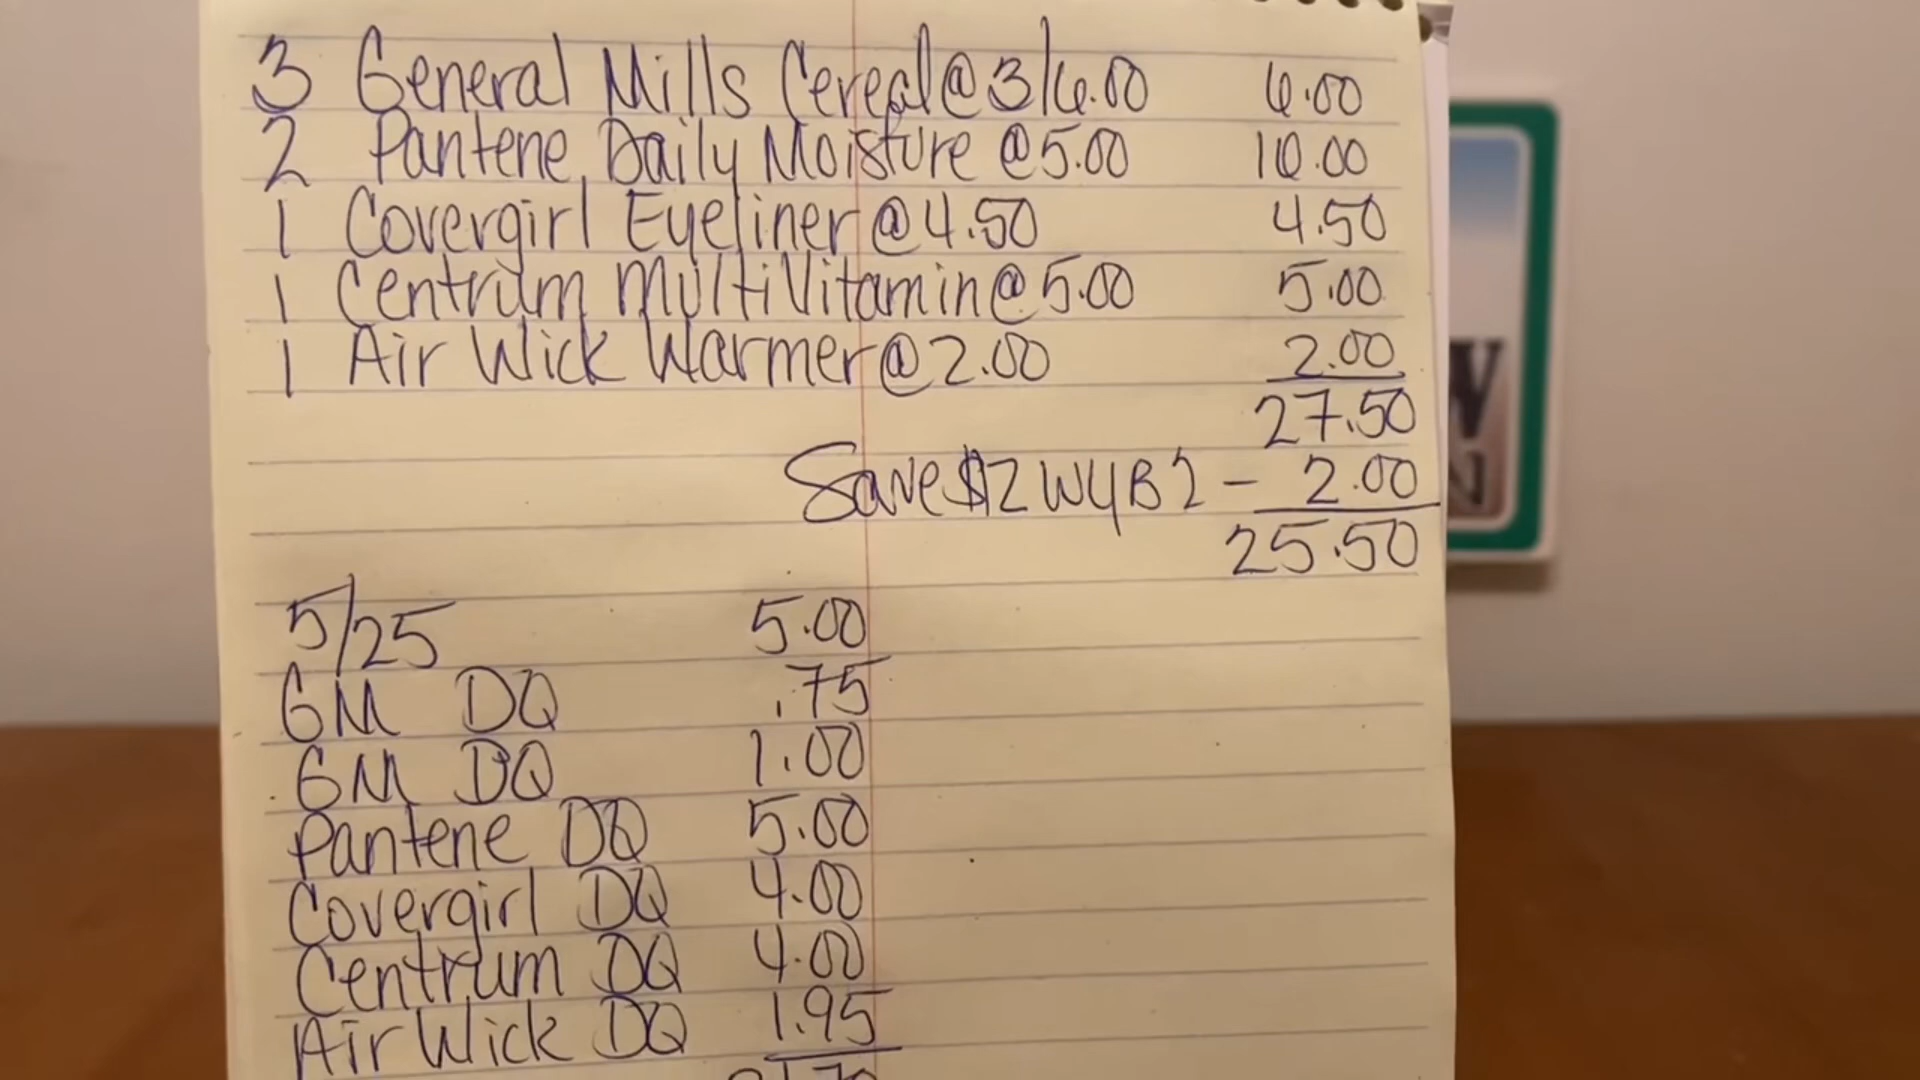 3 General Mills Cereal @ 3/6.00 6.00
2 Pantene Daily Moisture @ 5.00 10.00
1 Covergirl Eyeliner @ 4.50 4.50
1 Centrum MultiVitamin @ 5.00 5.00
1 Air Wick Warmer @ 2.00 2.00
27.50
Save $2 WYB 2 - 2.00
25.50
5/25 5.00
GM DQ .75
GM DQ 1.00
Pantene DQ 5.00
Covergirl DQ 4.00
Centrum DQ 4.00
Air Wick DQ 1.95